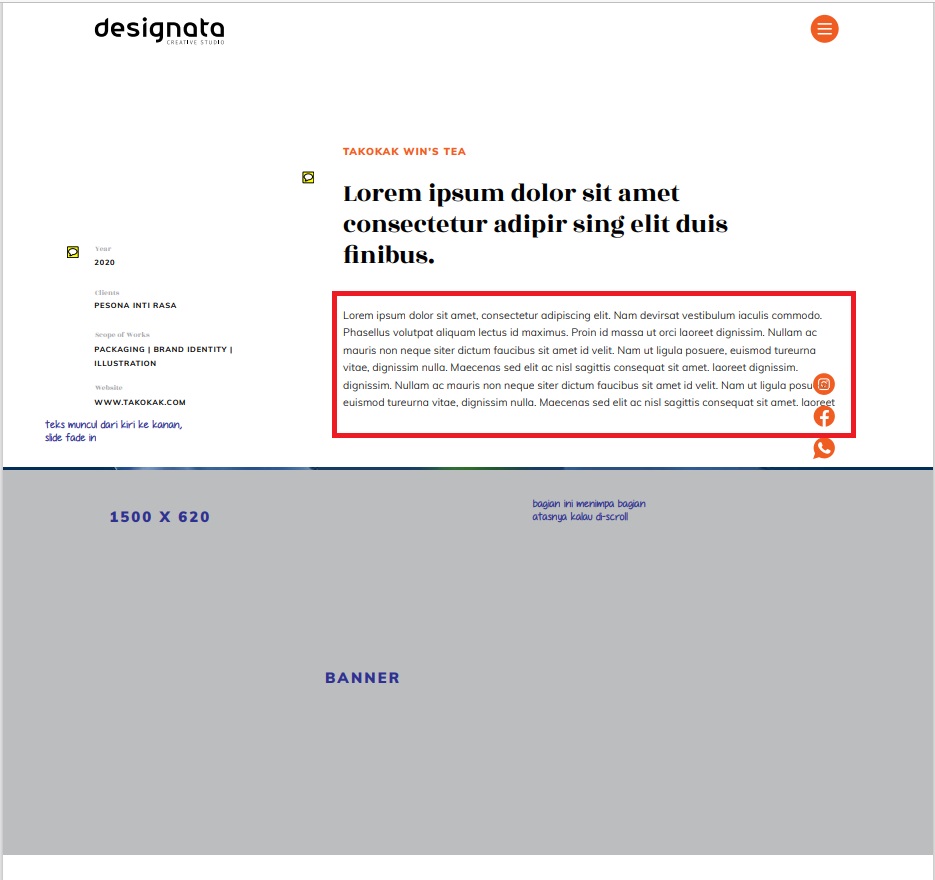 designata
CREATIVE STUDIO
TAKOKAK WIN'S TEA
Lorem ipsum dolor sit amet
consectetur adipir sing elit duis
finibus.
Year
2020
Clients
PESONA INTI RASA
Scope of Works
PACKAGING | BRAND IDENTITY |
ILLUSTRATION
Website
WWW.TAKOKAK.COM
teks muncul dari kiri ke kanan,
slide fade in
Lorem ipsum dolor sit amet, consectetur adipiscing elit. Nam devirsat vestibulum iaculis commodo.
Phasellus volutpat aliquam lectus id maximus. Proin id massa ut orci laoreet dignissim. Nullam ac
mauris non neque siter dictum faucibus sit amet id velit. Nam ut ligula posuere, euismod tureurna
vitae, dignissim nulla. Maecenas sed elit ac nisl sagittis consequat sit amet. laoreet dignissim.
dignissim. Nullam ac mauris non neque siter dictum faucibus sit amet id velit. Nam ut ligula posu
euismod tureurna vitae, dignissim nulla. Maecenas sed elit ac nisl sagittis consequat sit amet. laoreet
1500 X 620
bagian ini menimpa bagian
atasnya kalau di-scroll
BANNER